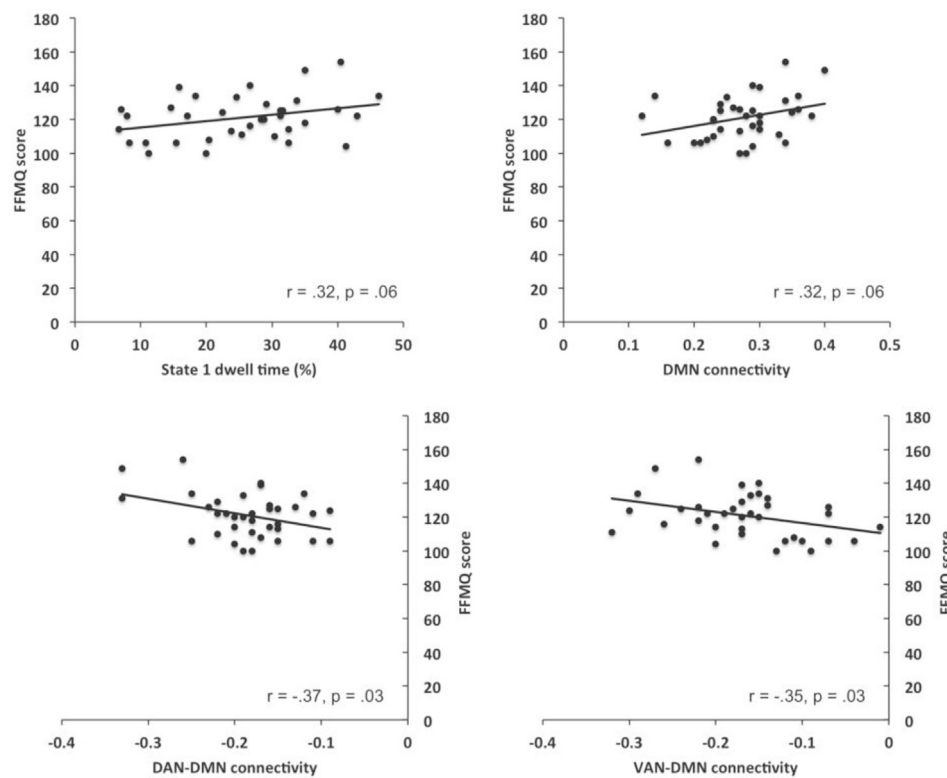 180
160
140
120
100
80
60
40
20
0
FFMQ score
r = .32, p = .06
0 10 20 30 40 50
State 1 dwell time (%)
180
160
140
120
100
80
60
40
20
0
FFMQ score
r = .32, p = .06
0.1 0.2 0.3 0.4 0.5
DMN connectivity
180
160
140
120
100
80
60
40
20
0
FFMQ score
r = -.37, p = .03
-0.4 -0.3 -0.2 -0.1 0
DAN-DMN connectivity
180
160
140
120
100
80
60
40
20
0
FFMQ score
r = -.35, p = .03
-0.4 -0.3 -0.2 -0.1 0
VAN-DMN connectivity